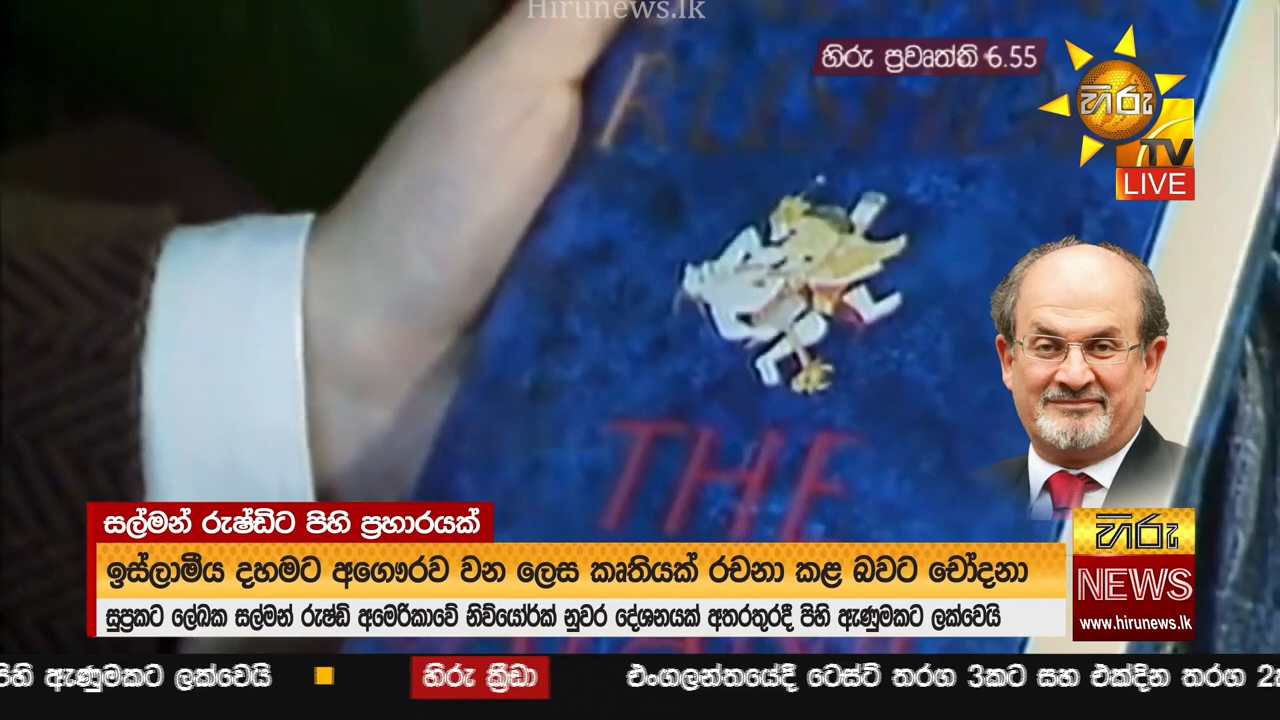 Hirunews.lk
හිරු ප්‍රවෘත්ති 6.55
හිරු
TV
LIVE
THE
සල්මන් රුෂ්ඩිට පිහි ප්‍රහාරයක්
ඉස්ලාමීය දහමට අගෞරව වන ලෙස කෘතියක් රචනා කළ බවට චෝදනා
සුප්‍රකට ලේඛක සල්මන් රුෂ්ඩි අමෙරිකාවේ නිව්යෝර්ක් නුවර දේශනයක් අතරතුරදී පිහි ඇණුමකට ලක්වෙයි
හිරු
NEWS
www.hirunews.lk
පිහි ඇණුමකට ලක්වෙයි
හිරු ක්‍රීඩා
එංගලන්තයේදී ටෙස්ට් තරග 3කට සහ එක්දින තරග